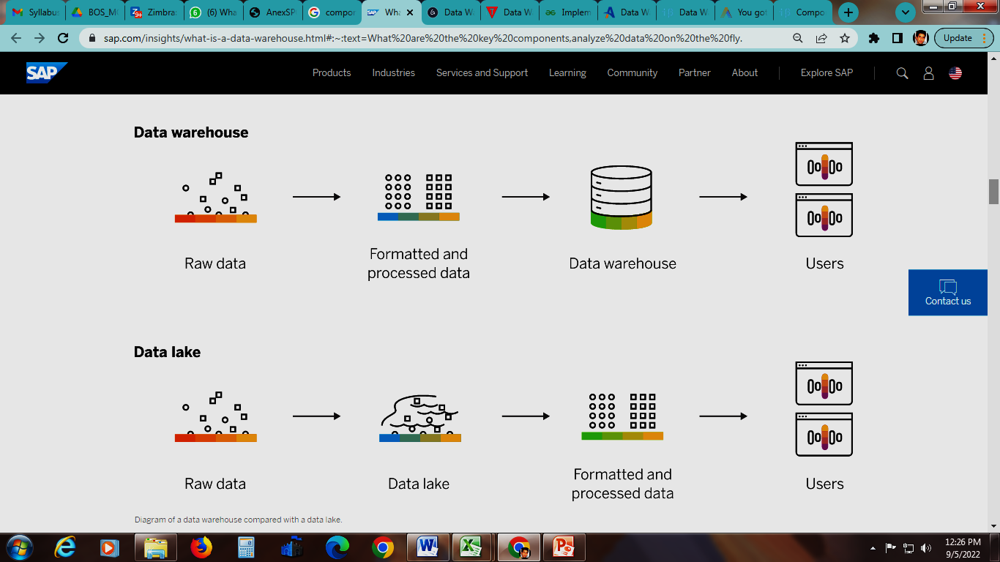 Syllabus
BOS_MC
Zimbra:
(6) Wha
AnexSP
compor
Wha
Data Wa
Data W
Implem
Data W
Data W
You got
Compo
sap.com/insights/what-is-a-data-warehouse.html#:~:text=What%20are%20the%20key%20components,analyze%20data%20on%20the%20fly.
Update
SAP
Products
Industries
Services and Support
Learning
Community
Partner
About
Explore SAP
Data warehouse
Raw data
Formatted and
processed data
Data warehouse
Users
Contact us
Data lake
Raw data
Data lake
Formatted and
processed data
Users
Diagram of a data warehouse compared with a data lake.
12:26 PM
9/5/2022